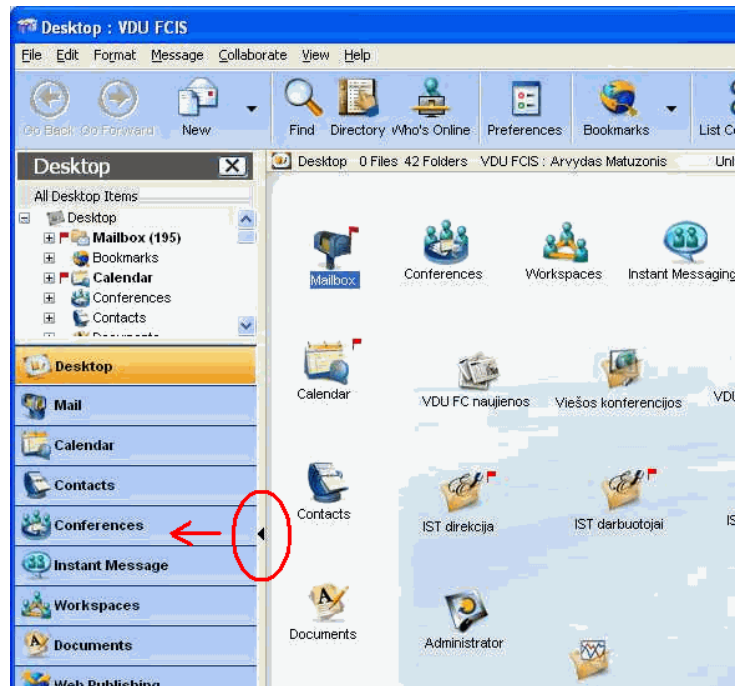 Desktop : VDU FCIS
File Edit Format Message Collaborate View Help
Go Back Go Forward New Find Directory Who's Online Preferences Bookmarks List
Desktop
Desktop 0 Files 42 Folders VDU FCIS : Arvydas Matuzonis
All Desktop Items
Desktop
Mailbox (195)
Bookmarks
Calendar
Conferences
Contacts
Documents
Desktop
Mail
Calendar
Contacts
Conferences
Instant Message
Workspaces
Documents
Web Publishing
Mailbox Conferences Workspaces Instant Messaging
Calendar VDU FC naujienos Viešos konferencijos VDU
Contacts IST direkcija IST darbuotojai
Documents Administrator